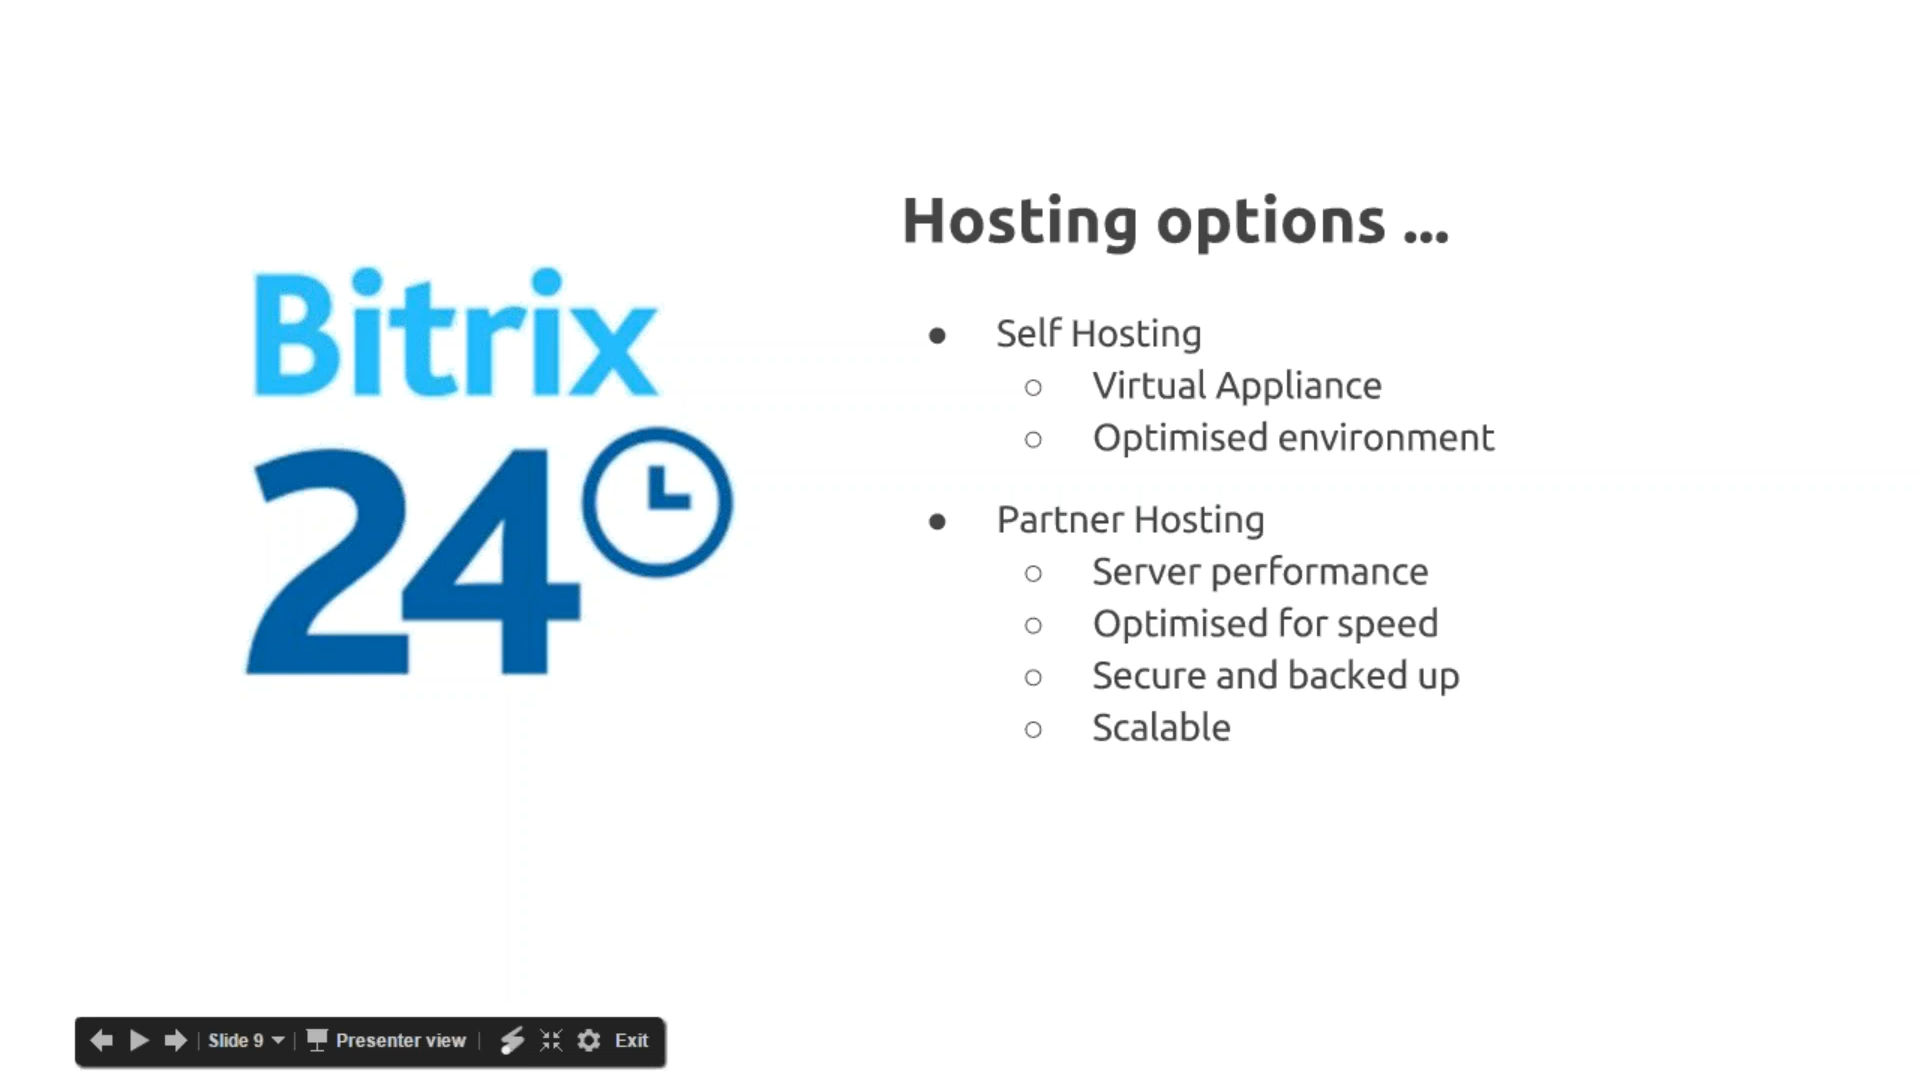 Bitrix
24
Hosting options ...
● Self Hosting
○ Virtual Appliance
○ Optimised environment
● Partner Hosting
○ Server performance
○ Optimised for speed
○ Secure and backed up
○ Scalable
Slide 9 Presenter view Exit